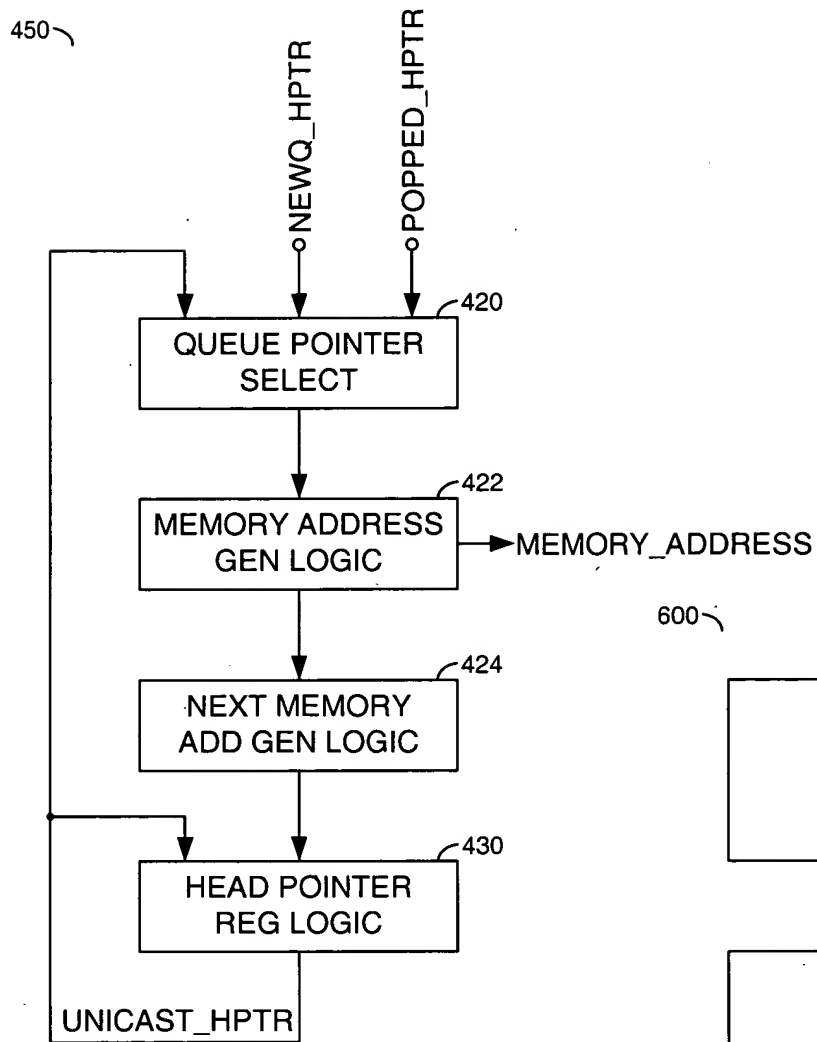 450
NEWQ_HPTR
POPPED_HPTR
420
QUEUE POINTER
SELECT
422
MEMORY ADDRESS
GEN LOGIC
MEMORY_ADDRESS
600
424
NEXT MEMORY
ADD GEN LOGIC
430
HEAD POINTER
REG LOGIC
UNICAST_HPTR